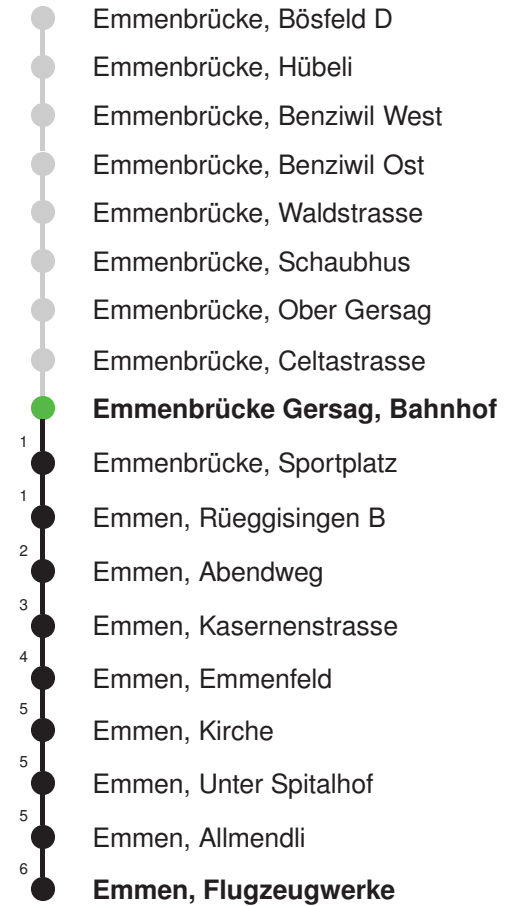 Emmenbrücke, Bösfeld D
Emmenbrücke, Hübeli
Emmenbrücke, Benziwil West
Emmenbrücke, Benziwil Ost
Emmenbrücke, Waldstrasse
Emmenbrücke, Schaubhus
Emmenbrücke, Ober Gersag
Emmenbrücke, Celtastrasse
Emmenbrücke Gersag, Bahnhof
1 Emmenbrücke, Sportplatz
1 Emmen, Rüeggisingen B
2 Emmen, Abendweg
3 Emmen, Kasernenstrasse
4 Emmen, Emmenfeld
5 Emmen, Kirche
5 Emmen, Unter Spitalhof
5 Emmen, Allmendli
6 Emmen, Flugzeugwerke